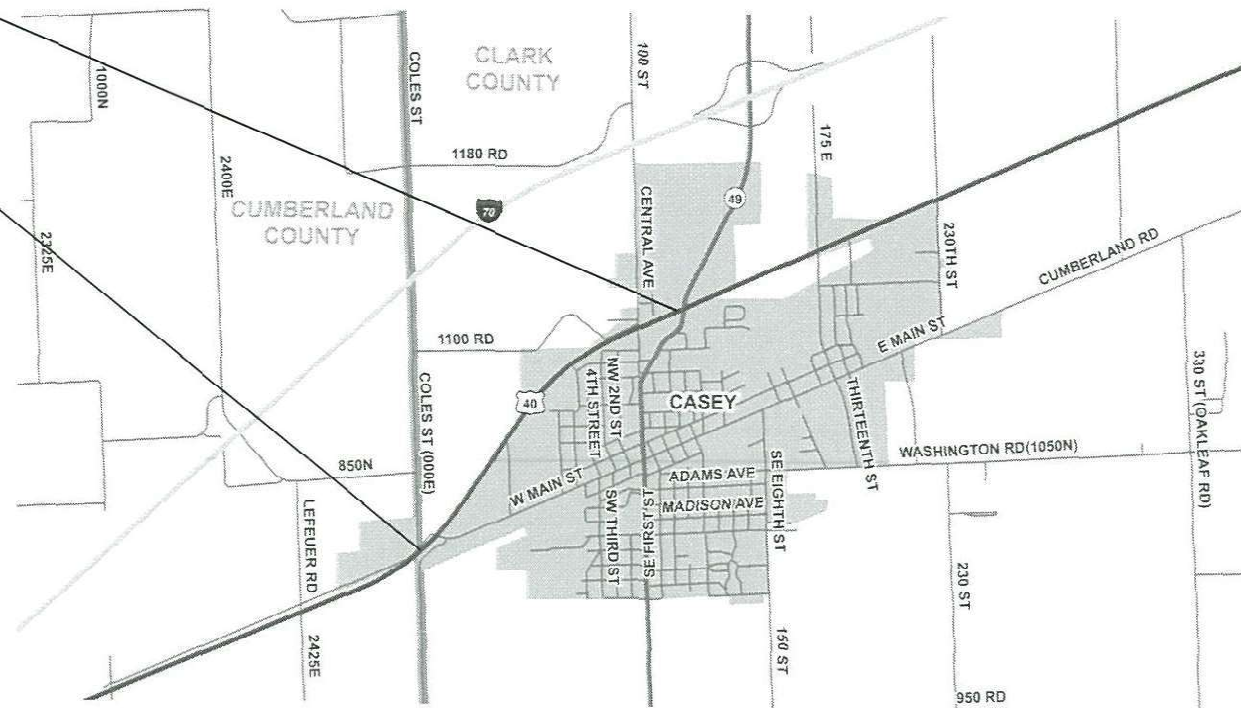 CLARK
COUNTY
CUMBERLAND
COUNTY
1000N
2400E
2325E
COLES ST
1180 RD
70
108 ST
49
175 E
CENTRAL AVE
230TH ST
CUMBERLAND RD
E MAIN ST
1100 RD
40
NW 2ND ST
4TH STREET
CASEY
THIRTEENTH ST
330 ST (OAKLEAF RD)
COLES ST (000E)
850N
W MAIN ST
ADAMS AVE
MADISON AVE
SE EIGHTH ST
WASHINGTON RD(1050N)
LEFEUER RD
SW THIRD ST
SE FIRST ST
2425E
150 ST
230 ST
950 RD